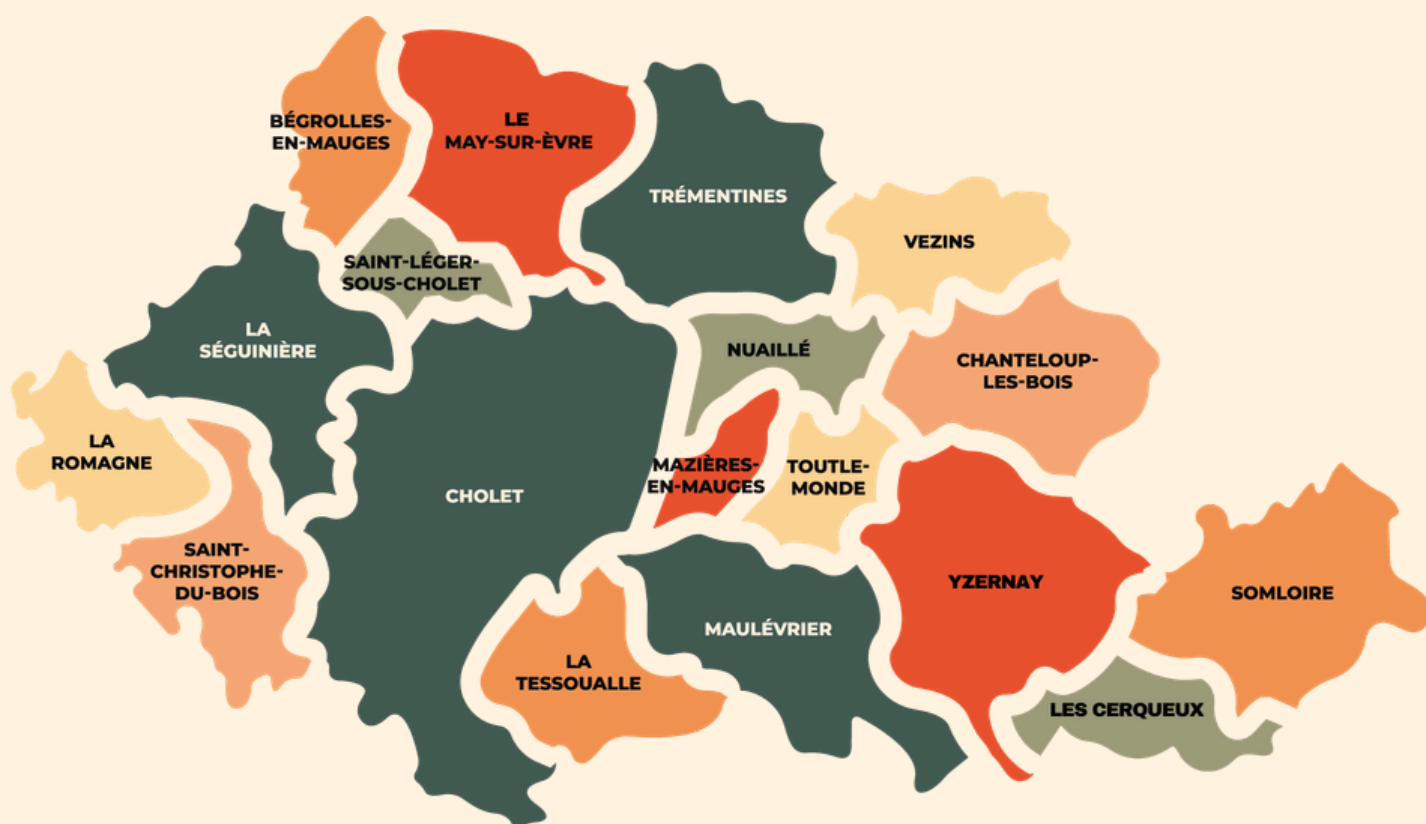 BÉGROLLES-
EN-MAUGES
LE
MAY-SUR-ÈVRE
TRÉMENTINES
VEZINS
SAINT-LÉGER-
SOUS-CHOLET
LA
SÉGUINIÈRE
NUAILLÉ
CHANTELOUP-
LES-BOIS
LA
ROMAGNE
CHOLET
MAZIÈRES-
EN-MAUGES
TOUTLE-
MONDE
SAINT-
CHRISTOPHE-
DU-BOIS
YZERNAY
SOMLOIRE
MAULÉVRIER
LA
TESSOUALLE
LES CERQUEUX